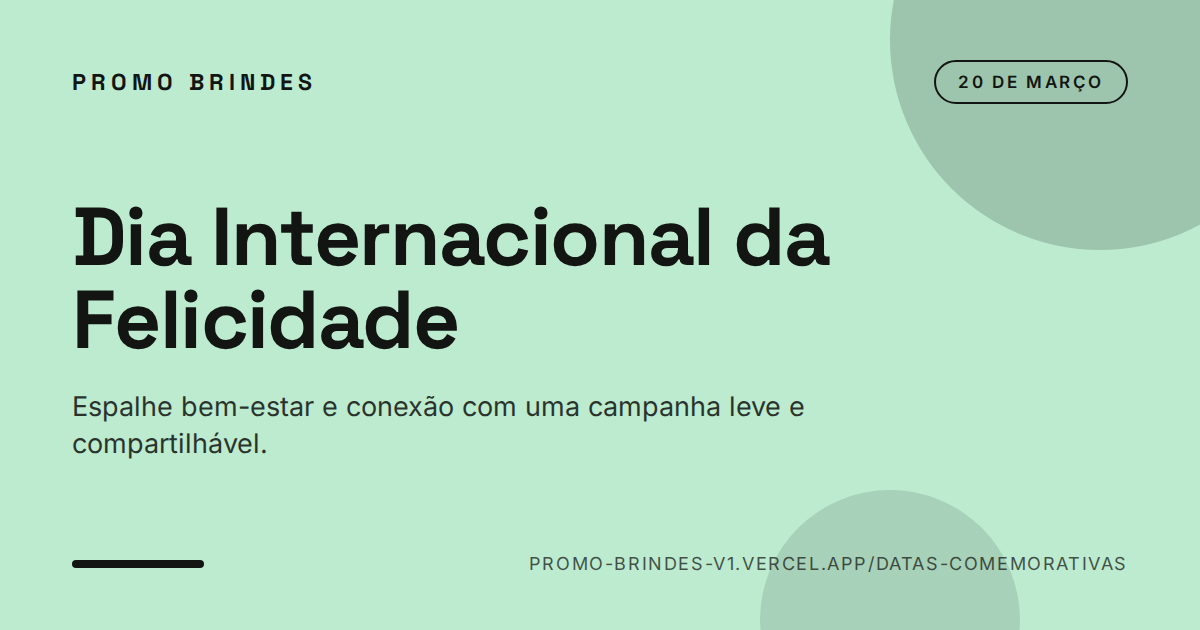 PROMO BRINDES
20 DE MARÇO
Dia Internacional da
Felicidade
Espalhe bem-estar e conexão com uma campanha leve e
compartilhável.
PROMO-BRINDES-V1.VERCEL.APP/DATAS-COMEMORATIVAS